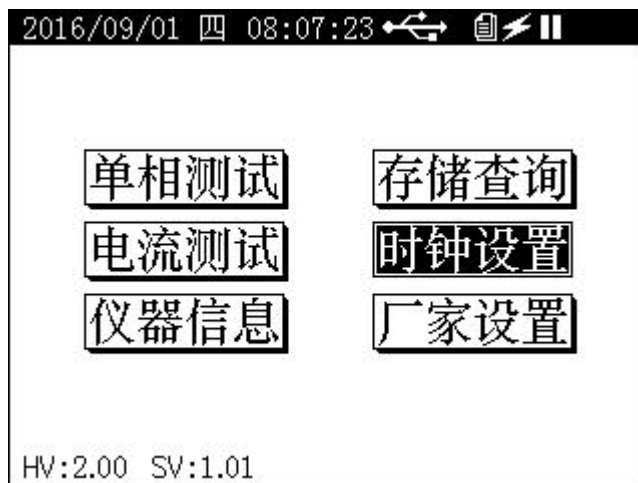 2016/09/01 四 08:07:23
单相测试 存储查询
电流测试 时钟设置
仪器信息 厂家设置
HV:2.00 SV:1.01